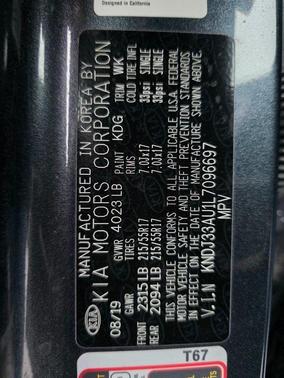 Designed in California
MANUFACTURED IN KOREA BY
KIA MOTORS CORPORATION
08/19 GVWR 4023 LB PAINT KDG TRIM WK
GAWR TIRES RIMS COLD TIRE INFL
FRONT 2315 LB 215/55R17 7.0Jx17 33psi SINGLE
REAR 2094 LB 215/55R17 7.0Jx17 33psi SINGLE
THIS VEHICLE CONFORMS TO ALL APPLICABLE U.S.A. FEDERAL
MOTOR VEHICLE SAFETY AND THEFT PREVENTION STANDARDS
IN EFFECT ON THE DATE OF MANUFACTURE SHOWN ABOVE.
V.I.N KNDJ33AU1L7096697
MPV
KIA
T67